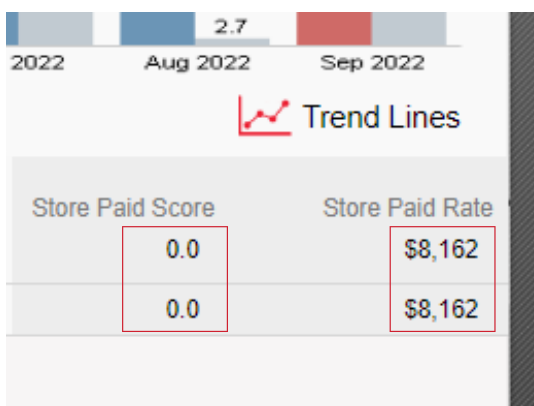 2.7
2022 Aug 2022 Sep 2022
Trend Lines
Store Paid Score Store Paid Rate
0.0 $8,162
0.0 $8,162